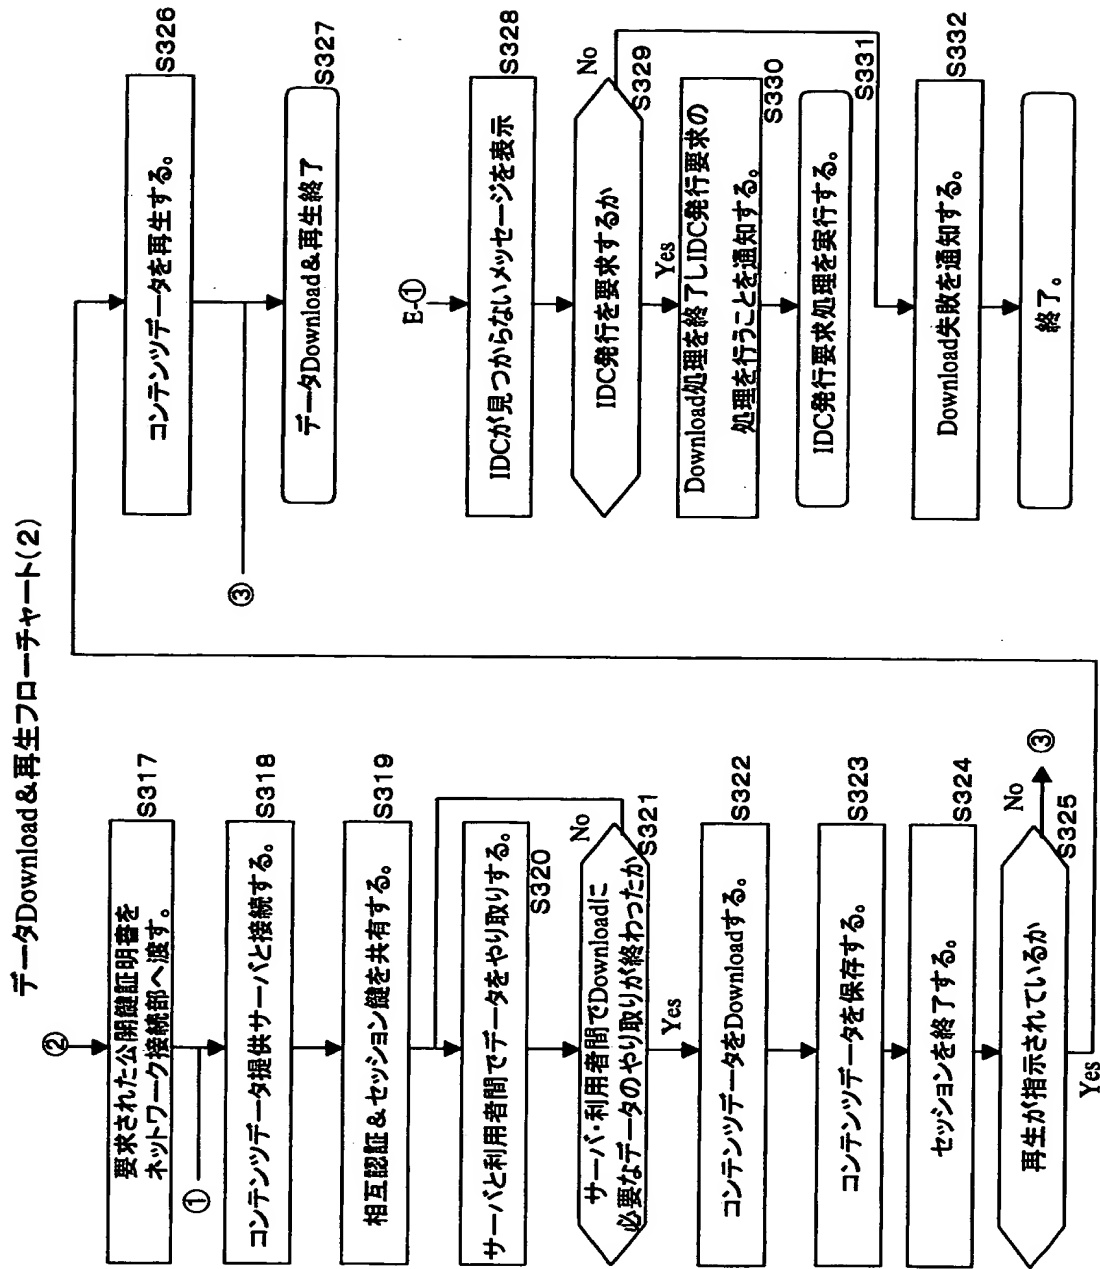 データDownload＆再生フローチャート(2)
②
要求された公開鍵証明書を
ネットワーク接続部へ渡す。
S317
①
コンテンツデータ提供サーバと接続する。
S318
相互認証＆セッション鍵を共有する。
S319
サーバと利用者間でデータをやり取りする。
S320
サーバ・利用者間でDownloadに
必要なデータのやり取りが終わったか
No
S321
Yes
コンテンツデータをDownloadする。
S322
コンテンツデータを保存する。
S323
セッションを終了する。
S324
再生が指示されているか
No
③
S325
Yes
コンテンツデータを再生する。
S326
③
データDownload＆再生終了
S327
E-①
IDCが見つからないメッセージを表示
S328
IDC発行を要求するか
No
S329
Yes
Download処理を終了しIDC発行要求の
処理を行うことを通知する。
S330
IDC発行要求処理を実行する。
S331
Download失敗を通知する。
S332
終了。